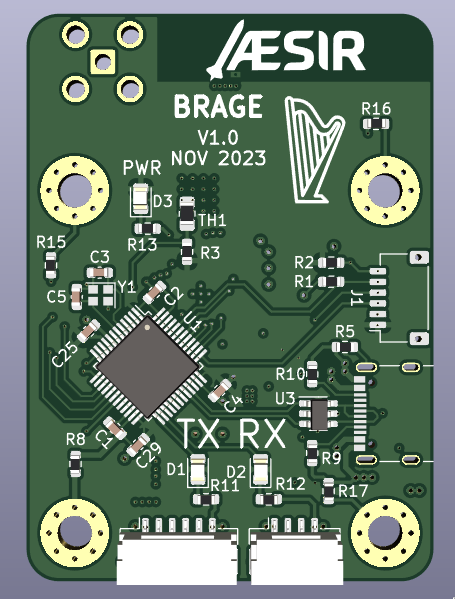 ÆSIR
BRAGE
V1.0
NOV 2023
R16
PWR
D3
TH1
R13
R15
R3
C3
R2
C5
Y1
C2
R1
J1
U1
C25
R5
R10
C4
U3
C1
TX RX
R8
C29
R9
D1
D2
R11
R12
R17